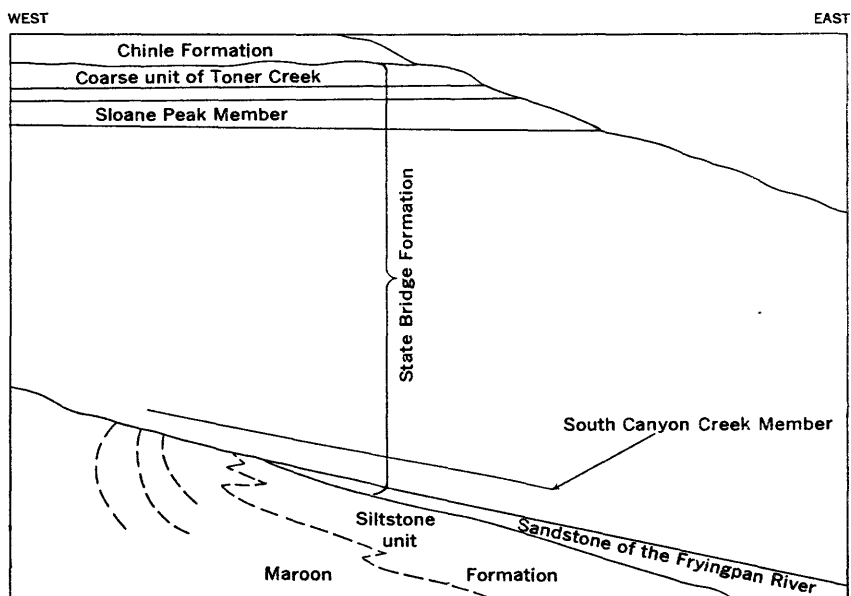 WEST
EAST
Chinle Formation
Coarse unit of Toner Creek
Sloane Peak Member
State Bridge Formation
South Canyon Creek Member
Siltstone
unit
Sandstone of the Fryingpan River
Maroon Formation